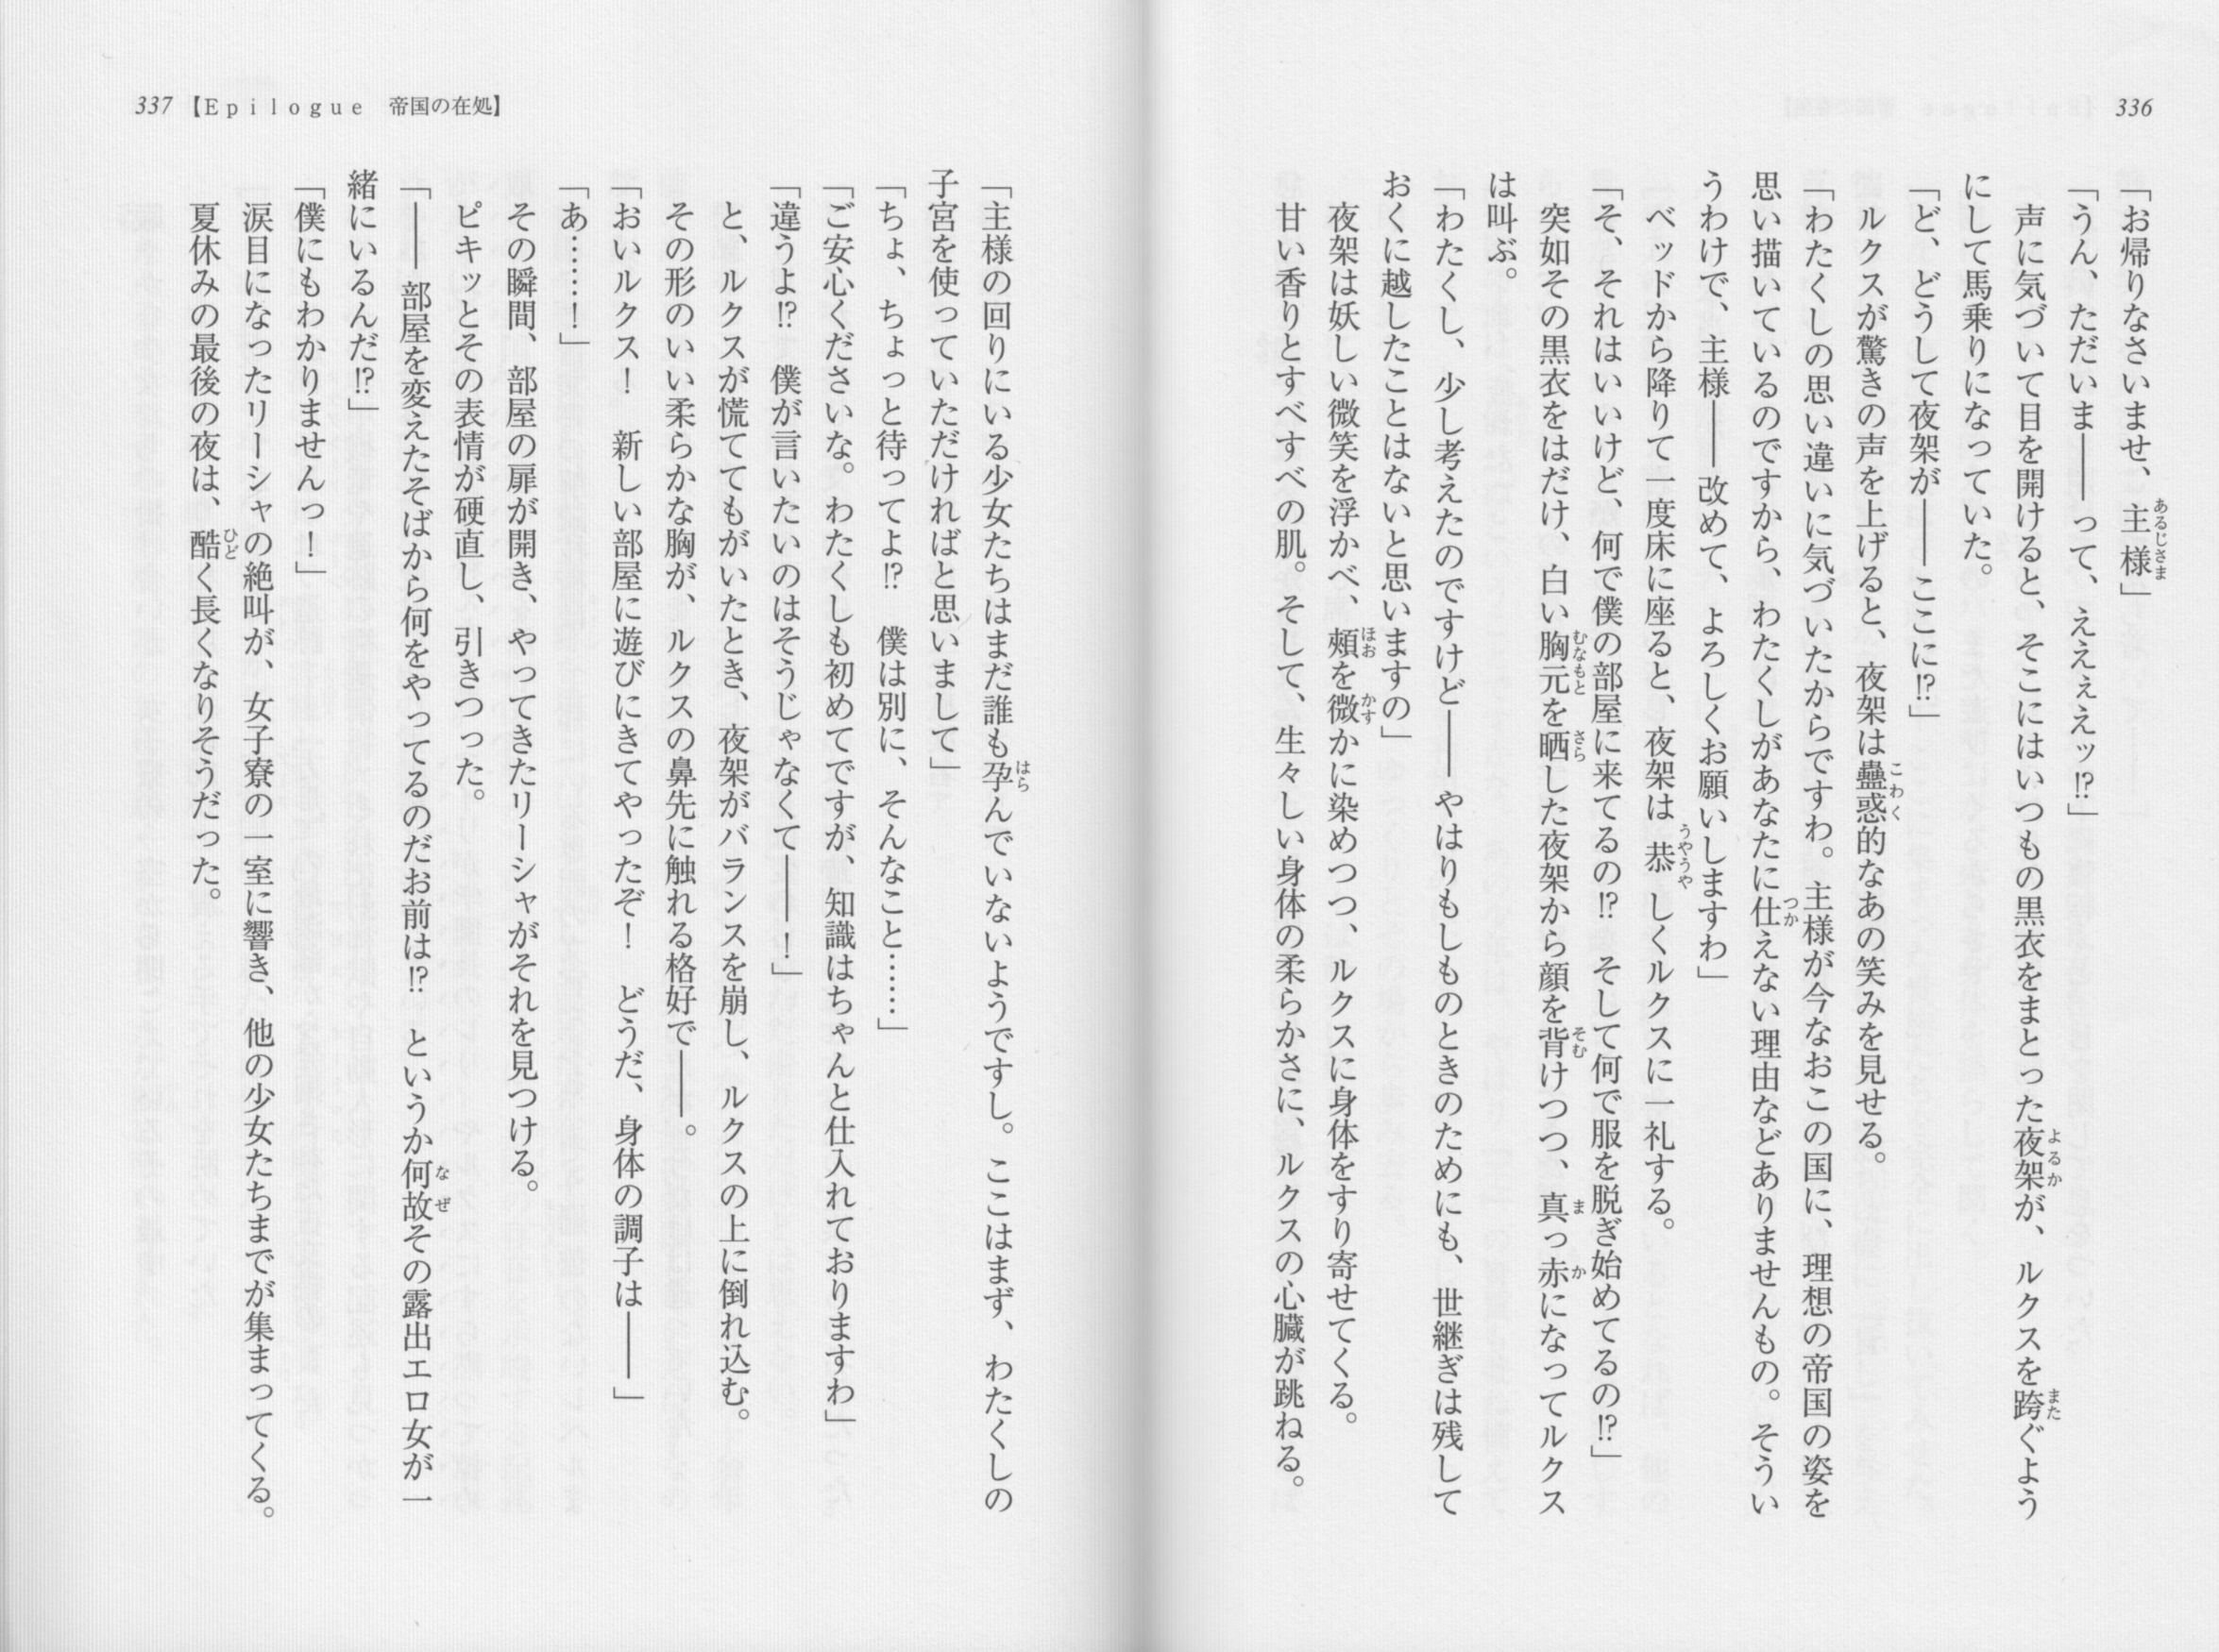 336
「お帰りなさいませ、主様」
「うん、ただいま――って、ええぇえッ!?」
声に気づいて目を開けると、そこにはいつもの黒衣をまとった夜架が、ルクスを跨ぐよう
にして馬乗りになっていた。
「ど、どうして夜架が――ここに!?」
ルクスが驚きの声を上げると、夜架は蠱惑的なあの笑みを見せる。
「わたくしの思い違いに気づいたからですわ。主様が今なおこの国に、理想の帝国の姿を
思い描いているのですから、わたくしがあなたに仕えない理由などありませんもの。そうい
うわけで、主様――改めて、よろしくお願いしますわ」
ベッドから降りて一度床に座ると、夜架は恭しくルクスに一礼する。
「そ、それはいいけど、何で僕の部屋に来てるの!?　そして何で服を脱ぎ始めてるの!?」
突如その黒衣をはだけ、白い胸元を晒した夜架から顔を背けつつ、真っ赤になってルクス
は叫ぶ。
「わたくし、少し考えたのですけど――やはりもしものときのためにも、世継ぎは残して
おくに越したことはないと思いますの」
夜架は妖しい微笑を浮かべ、頬を微かに染めつつ、ルクスに身体をすり寄せてくる。
甘い香りとすべすべの肌。そして、生々しい身体の柔らかさに、ルクスの心臓が跳ねる。
337【Epilogue　帝国の在処】
「主様の回りにいる少女たちはまだ誰も孕んでいないようですし。ここはまず、わたくしの
子宮を使っていただければと思いまして」
「ちょ、ちょっと待ってよ!?　僕は別に、そんなこと……」
「ご安心くださいな。わたくしも初めてですが、知識はちゃんと仕入れておりますわ」
「違うよ!?　僕が言いたいのはそうじゃなくて――！」
と、ルクスが慌ててもがいたとき、夜架がバランスを崩し、ルクスの上に倒れ込む。
その形のいい柔らかな胸が、ルクスの鼻先に触れる格好で――。
「おいルクス！　新しい部屋に遊びにきてやったぞ！　どうだ、身体の調子は――」
「あ……！」
その瞬間、部屋の扉が開き、やってきたリーシャがそれを見つける。
ピキッとその表情が硬直し、引きつった。
「――部屋を変えたそばから何をやってるのだお前は!?　というか何故その露出エロ女が一
緒にいるんだ!?」
「僕にもわかりませんっ！」
涙目になったリーシャの絶叫が、女子寮の一室に響き、他の少女たちまでが集まってくる。
夏休みの最後の夜は、酷く長くなりそうだった。